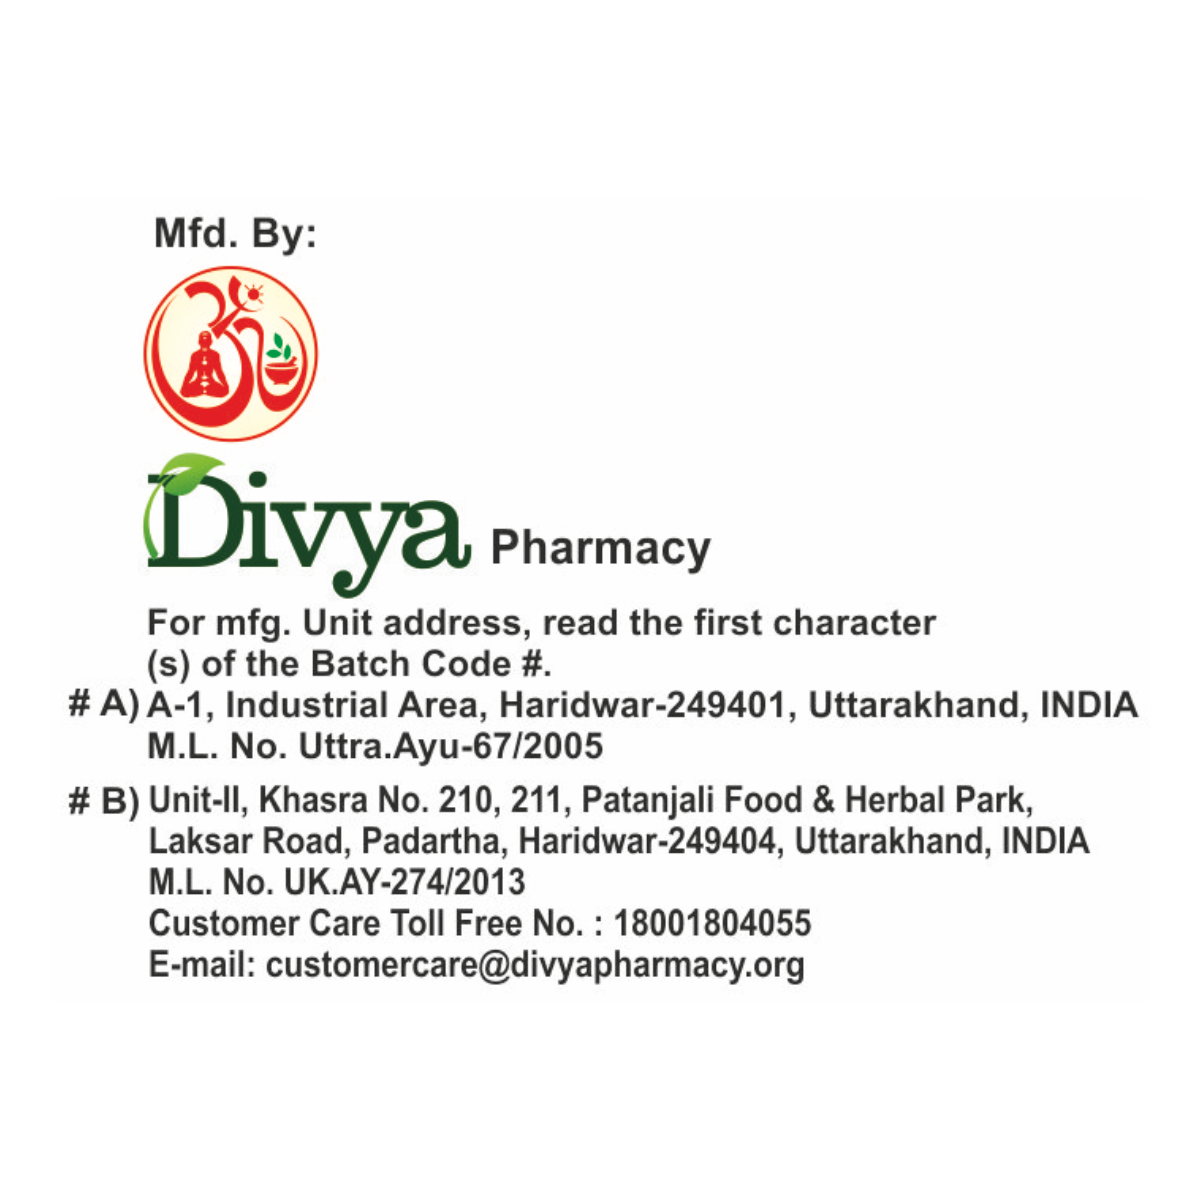 Mfd. By:
Divya Pharmacy
For mfg. Unit address, read the first character
(s) of the Batch Code #.
# A) A-1, Industrial Area, Haridwar-249401, Uttarakhand, INDIA
M.L. No. Uttra.Ayu-67/2005
# B) Unit-II, Khasra No. 210, 211, Patanjali Food & Herbal Park,
Laksar Road, Padartha, Haridwar-249404, Uttarakhand, INDIA
M.L. No. UK.AY-274/2013
Customer Care Toll Free No. : 18001804055
E-mail: customercare@divyapharmacy.org